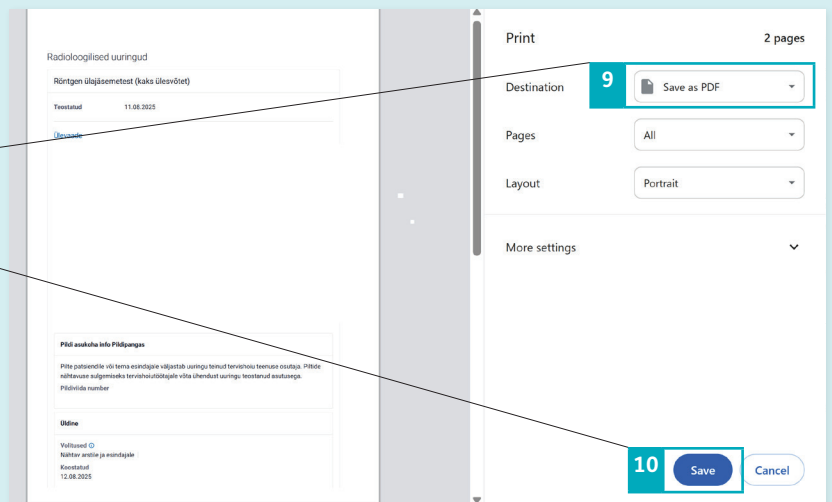 Radioloogilised uuringud
Röntgen ülajäsemetest (kaks ülesvõtet)
Teostatud 11.08.2025
Ülevaade
Pildi asukoha info Pildipangas
Pilte patsiendile või tema esindajale väljastab uuringu teinud tervishoiu teenuse osutaja. Piltide
nähtavuse sulgemiseks tervishoiutöötajale võta ühendust uuringu teostanud asutusega.
Pildiviida number
Üldine
Volitused
Nähtav arstile ja esindajale
Koostatud
12.08.2025
Print 2 pages
Destination 9 Save as PDF
Pages All
Layout Portrait
More settings
10 Save Cancel